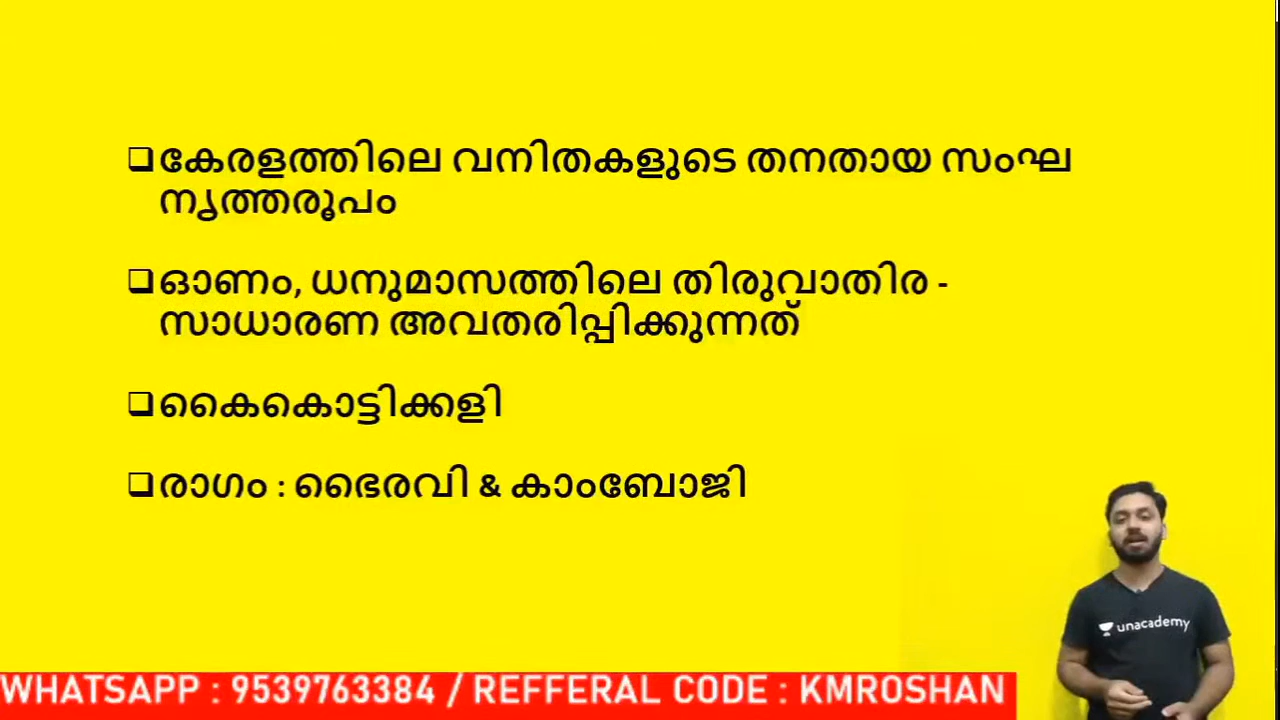 ❑കേരളത്തിലെ വനിതകളുടെ തനതായ സംഘ
നൃത്തരൂപം
❑ഓണം, ധനുമാസത്തിലെ തിരുവാതിര -
സാധാരണ അവതരിപ്പിക്കുന്നത്
❑കൈകൊട്ടിക്കളി
❑രാഗം : ഭൈരവി & കാംബോജി
unacademy
WHATSAPP : 9539763384 / REFFERAL CODE : KMROSHAN